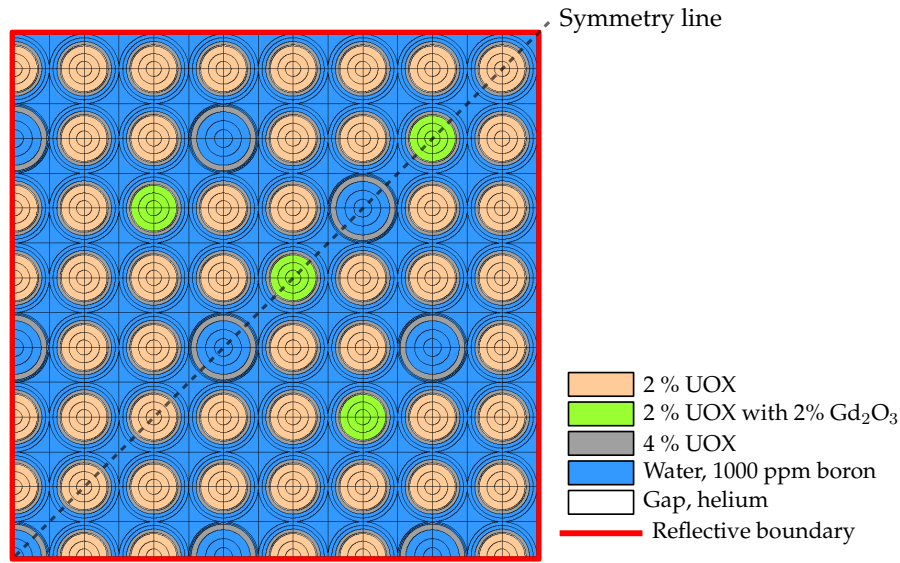 Symmetry line
2 % UOX
2 % UOX with 2% Gd₂O₃
4 % UOX
Water, 1000 ppm boron
Gap, helium
Reflective boundary